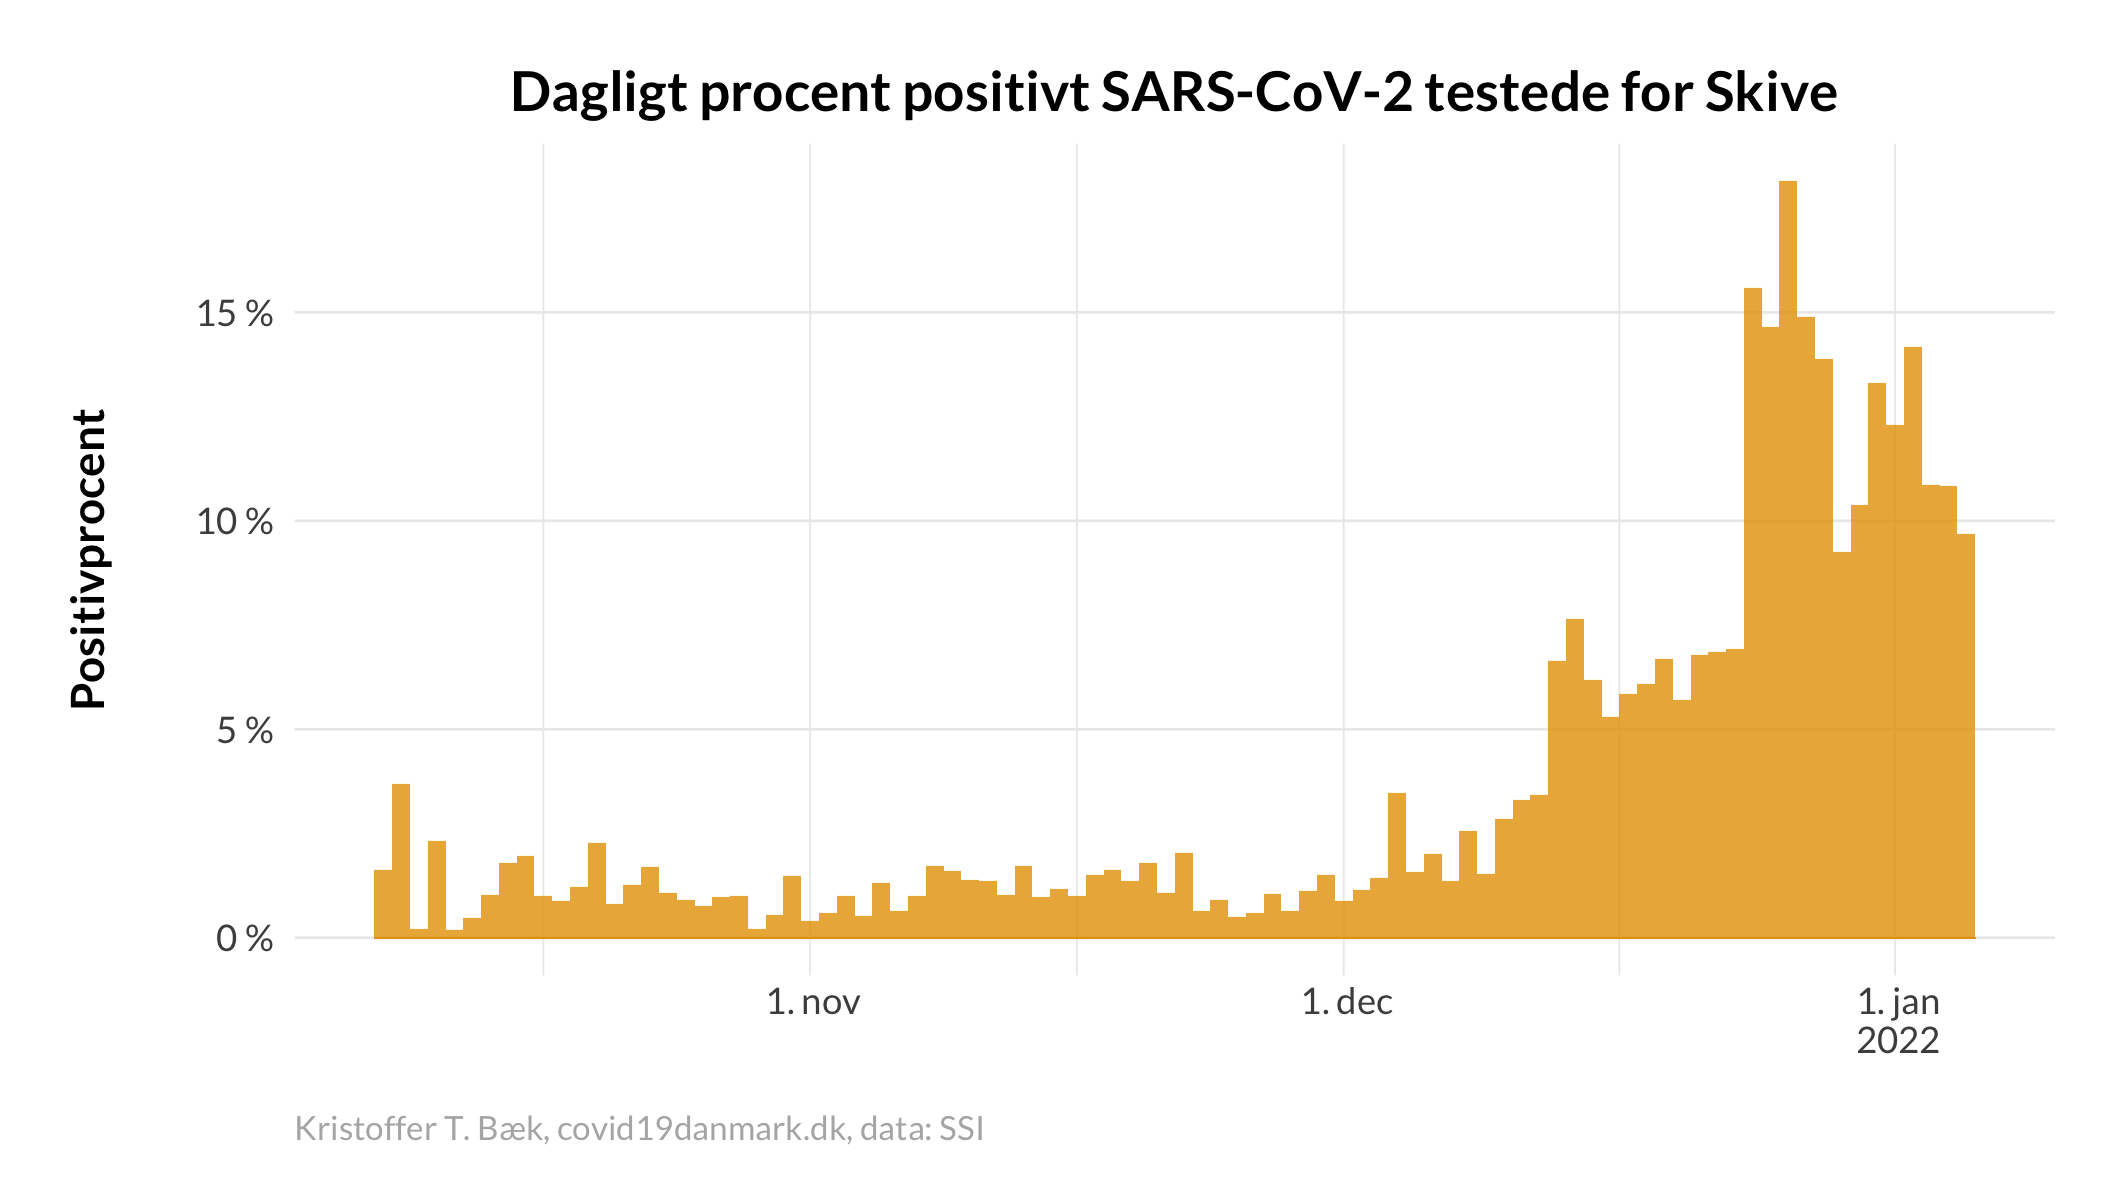 Dagligt procent positivt SARS-CoV-2 testede for Skive
Positivprocent
15 %
10 %
5 %
0 %
1. nov
1. dec
1. jan
2022
Kristoffer T. Bæk, covid19danmark.dk, data: SSI